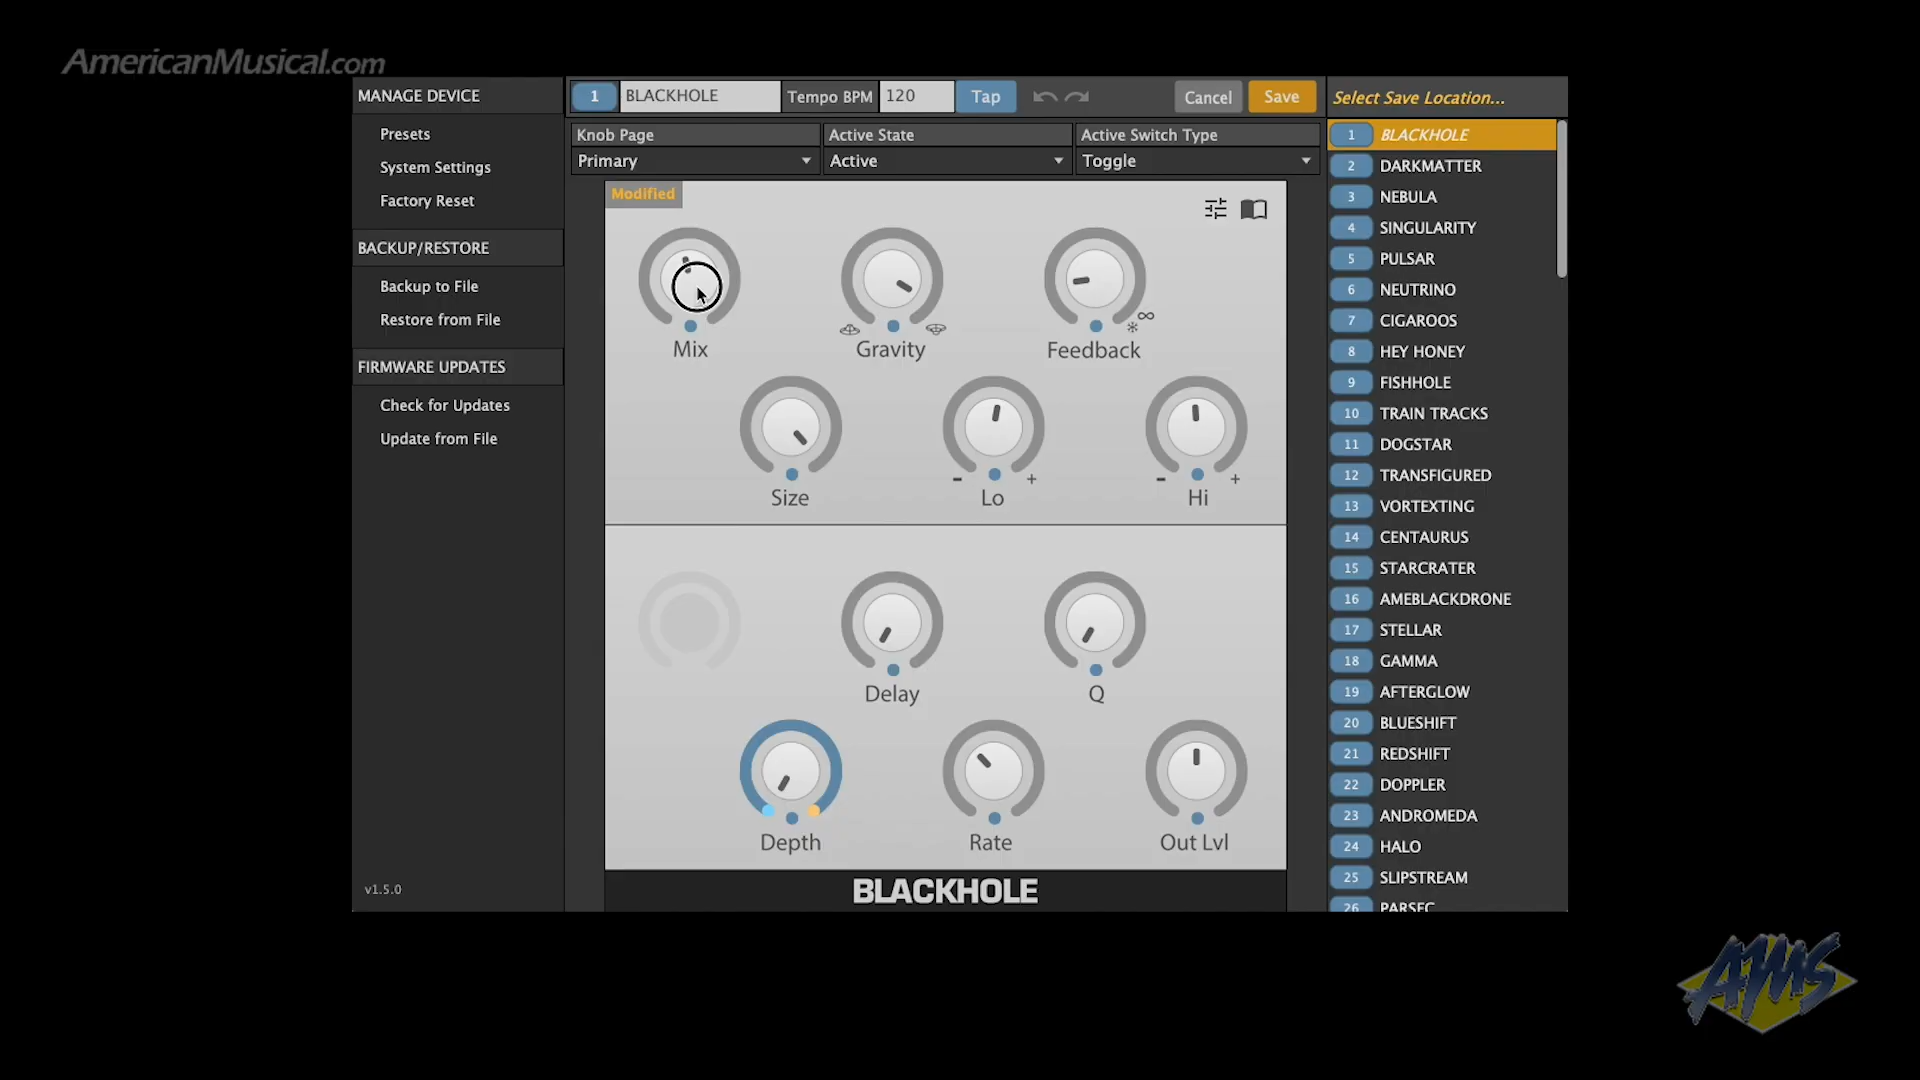 AmericanMusical.com
MANAGE DEVICE
Presets
System Settings
Factory Reset
BACKUP/RESTORE
Backup to File
Restore from File
FIRMWARE UPDATES
Check for Updates
Update from File
v1.5.0
1 BLACKHOLE Tempo BPM 120 Tap Cancel Save
Knob Page Active State Active Switch Type
Primary Active Toggle
Modified
Mix Gravity Feedback
Size Lo Hi
- + - +
Delay Q
Depth Rate Out Lvl
BLACKHOLE
Select Save Location...
1 BLACKHOLE
2 DARKMATTER
3 NEBULA
4 SINGULARITY
5 PULSAR
6 NEUTRINO
7 CIGAROOS
8 HEY HONEY
9 FISHHOLE
10 TRAIN TRACKS
11 DOGSTAR
12 TRANSFIGURED
13 VORTEXTING
14 CENTAURUS
15 STARCRATER
16 AMEBLACKDRONE
17 STELLAR
18 GAMMA
19 AFTERGLOW
20 BLUESHIFT
21 REDSHIFT
22 DOPPLER
23 ANDROMEDA
24 HALO
25 SLIPSTREAM
26 PARSEC
AMS